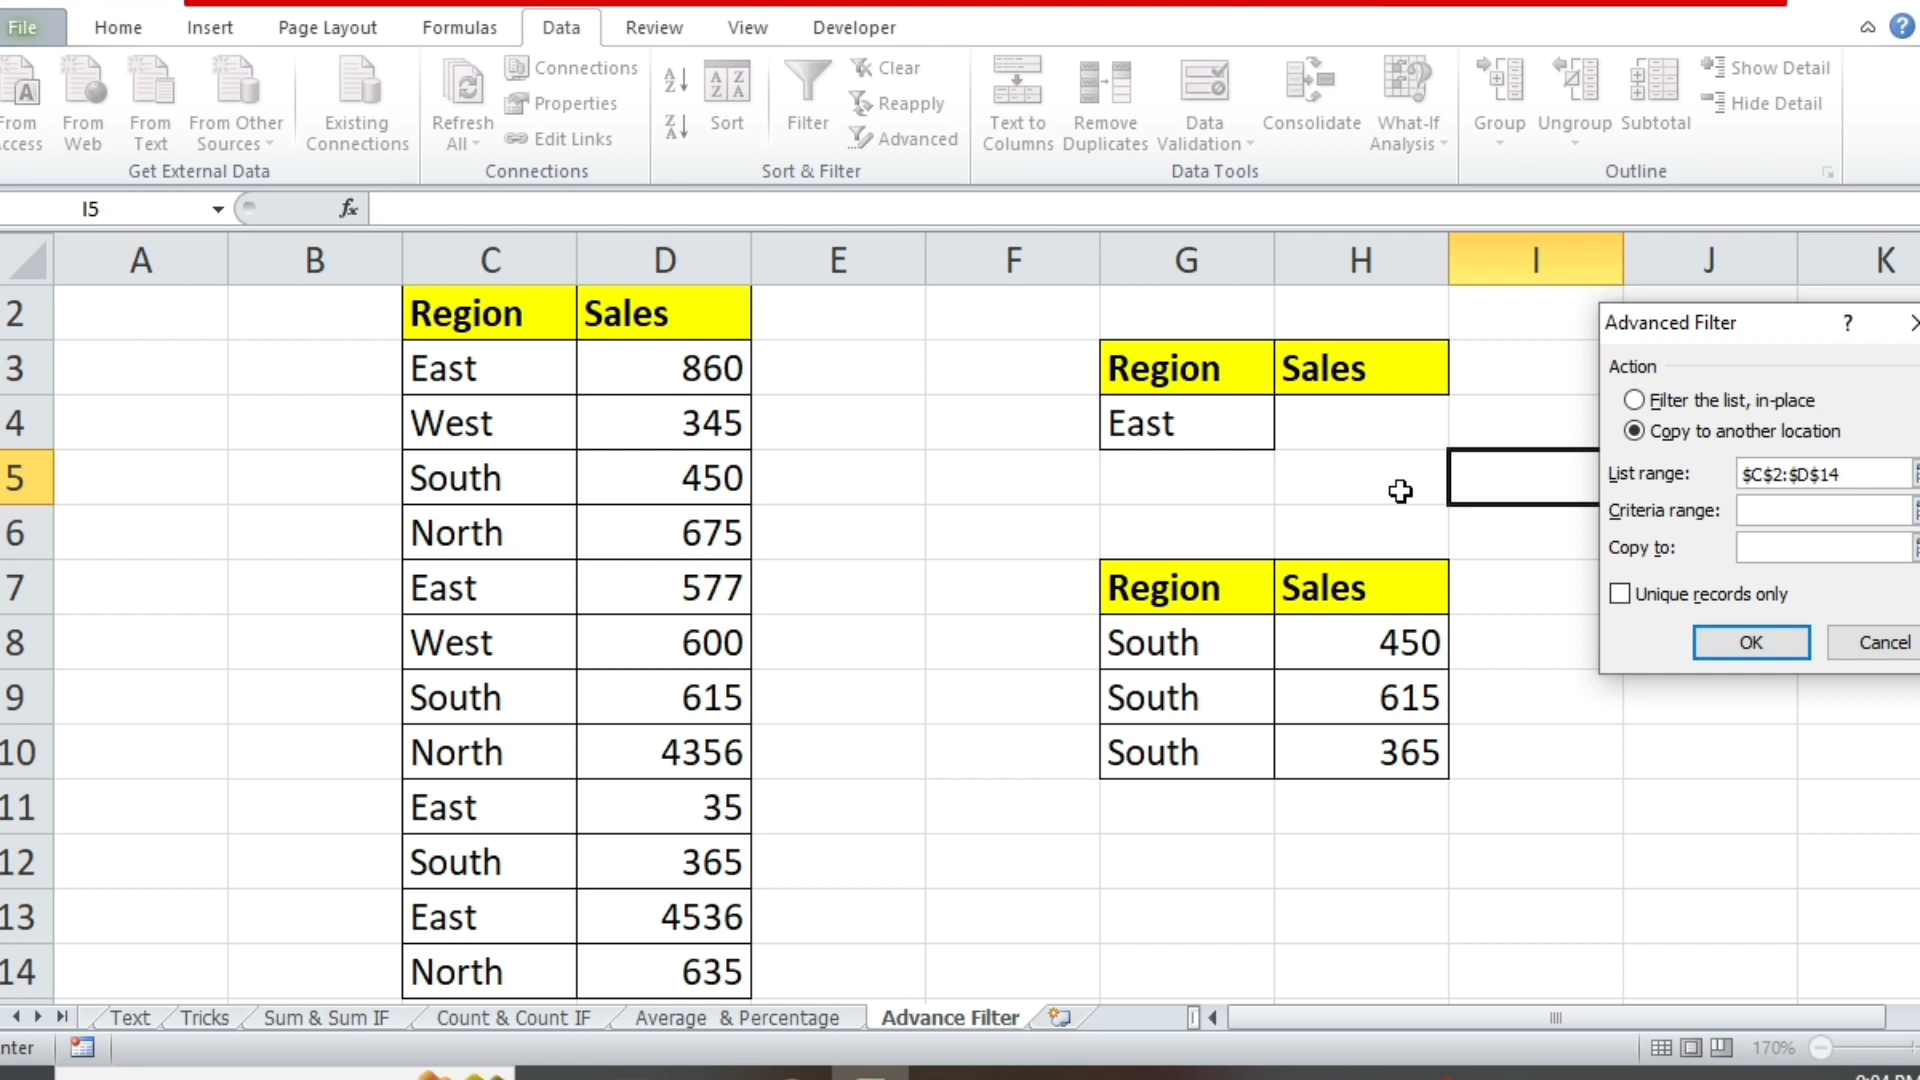 File Home Insert Page Layout Formulas Data Review View Developer
From Access From Web From Text From Other Sources Existing Connections
Get External Data
Refresh All Connections Properties Edit Links
Connections
Sort Filter Clear Reapply Advanced
Sort & Filter
Text to Columns Remove Duplicates Data Validation Consolidate What-If Analysis
Data Tools
Group Ungroup Subtotal Show Detail Hide Detail
Outline
I5 fx
A B C D E F G H I J K
2 Region Sales
3 East 860 Region Sales
4 West 345 East
5 South 450
6 North 675
7 East 577 Region Sales
8 West 600 South 450
9 South 615 South 615
10 North 4356 South 365
11 East 35
12 South 365
13 East 4536
14 North 635
Advanced Filter ?
Action
Filter the list, in-place
Copy to another location
List range: $C$2:$D$14
Criteria range:
Copy to:
Unique records only
OK Cancel
Text Tricks Sum & Sum IF Count & Count IF Average & Percentage Advance Filter
nter 170%